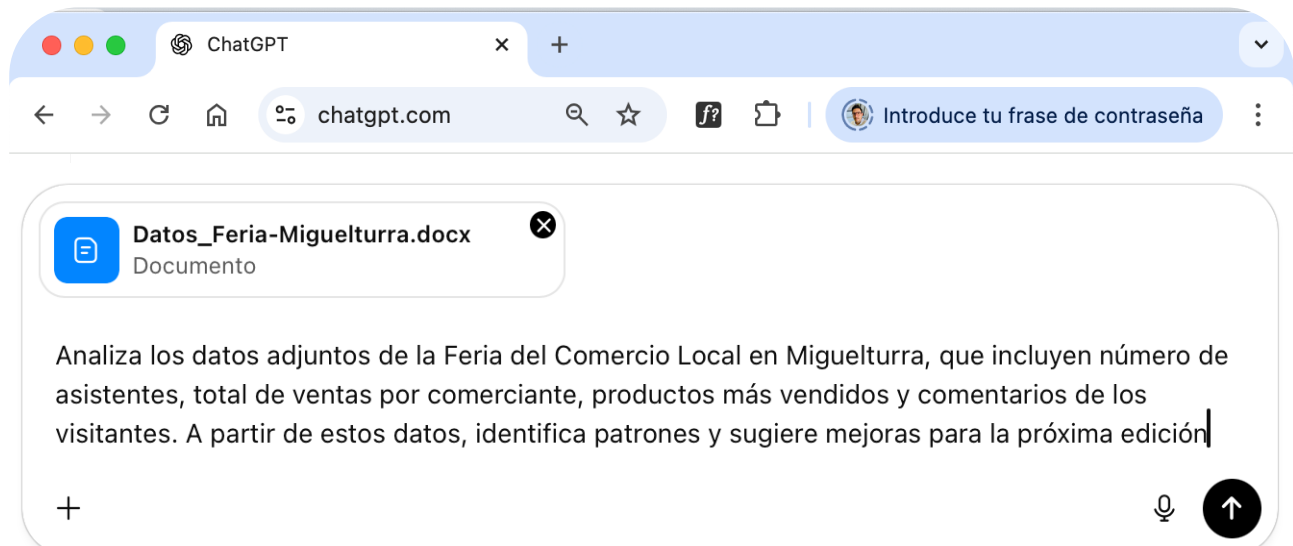 ChatGPT
chatgpt.com
f?
Introduce tu frase de contraseña
Datos_Feria-Miguelturra.docx
Documento
Analiza los datos adjuntos de la Feria del Comercio Local en Miguelturra, que incluyen número de
asistentes, total de ventas por comerciante, productos más vendidos y comentarios de los
visitantes. A partir de estos datos, identifica patrones y sugiere mejoras para la próxima edición